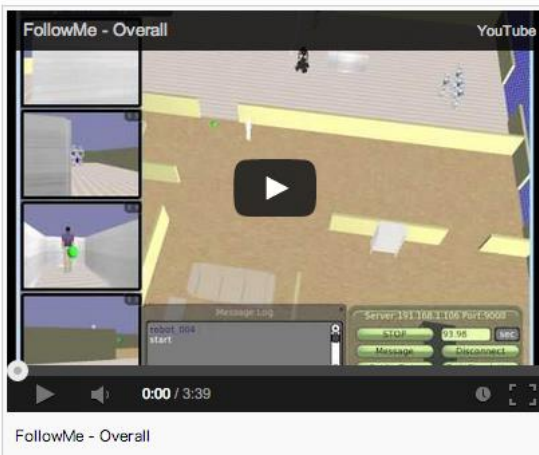 FollowMe - Overall
YouTube
Message Log
robot_004
start
Server:191.168.1.106 Port:9000
STOP
93.98
sec
Message
Disconnect
0:00 / 3:39
FollowMe - Overall